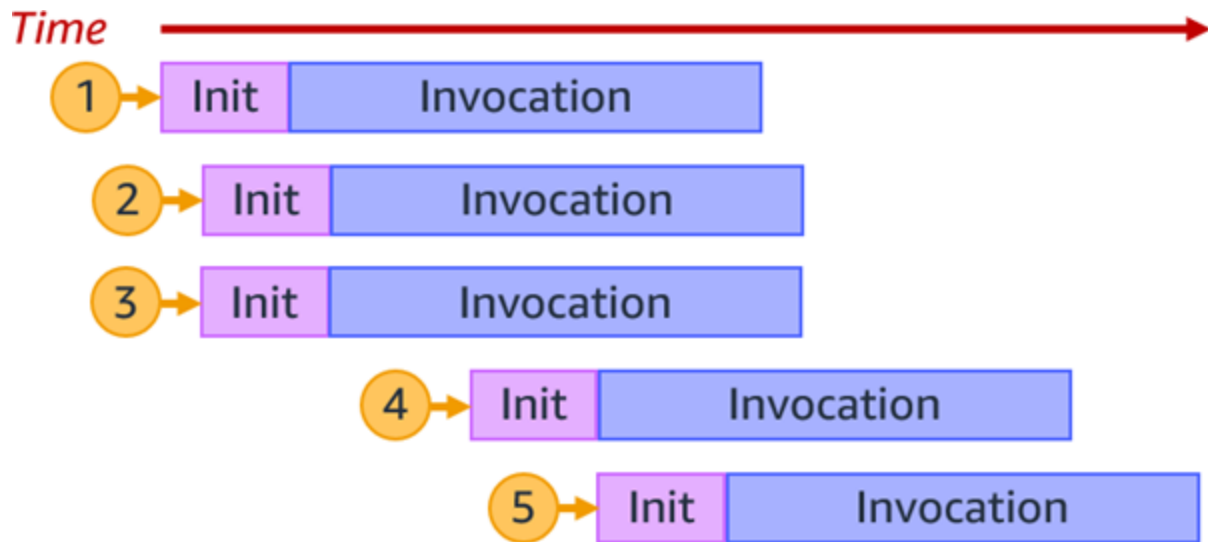 Time
1 Init Invocation
2 Init Invocation
3 Init Invocation
4 Init Invocation
5 Init Invocation